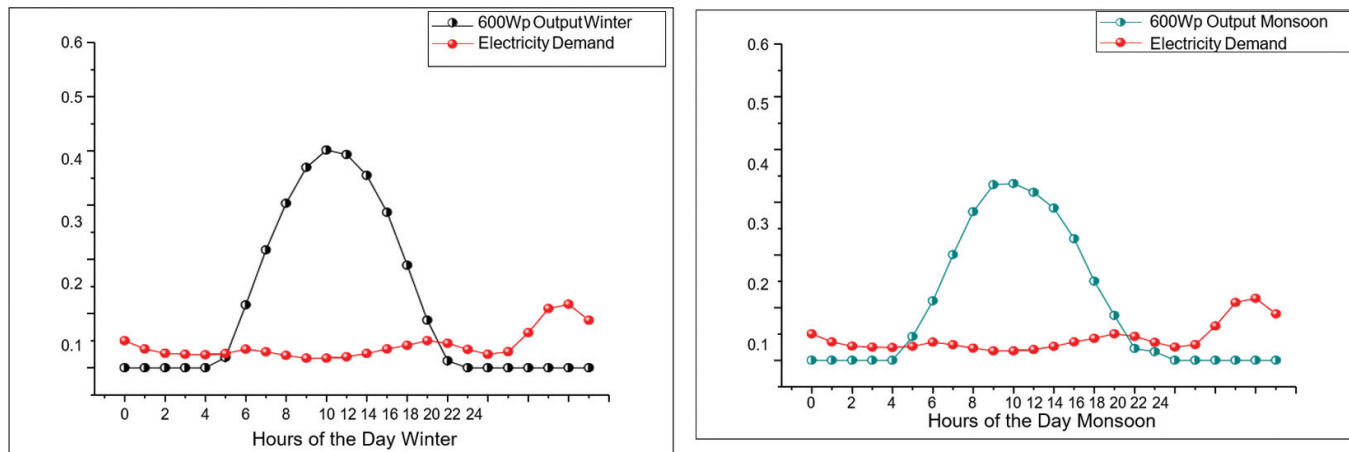 600Wp Output Winter
Electricity Demand
0.6
0.5
0.4
0.3
0.2
0.1
0 2 4 6 8 10 12 14 16 18 20 22 24
Hours of the Day Winter
600Wp Output Monsoon
Electricity Demand
0.6
0.5
0.4
0.3
0.2
0.1
0 2 4 6 8 10 12 14 16 18 20 22 24
Hours of the Day Monsoon